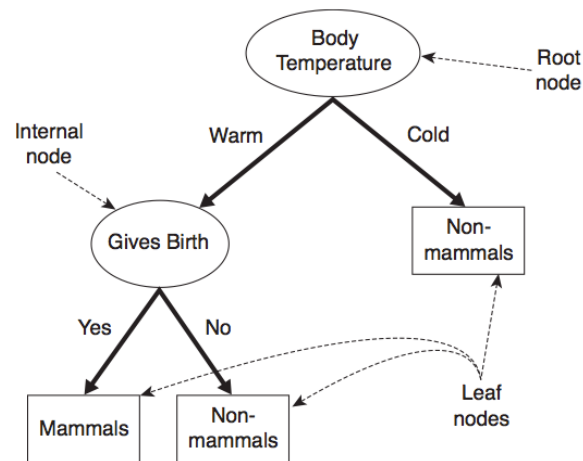 Body
Temperature
Root
node
Internal
node
Warm
Cold
Gives Birth
Non-
mammals
Yes
No
Mammals
Non-
mammals
Leaf
nodes